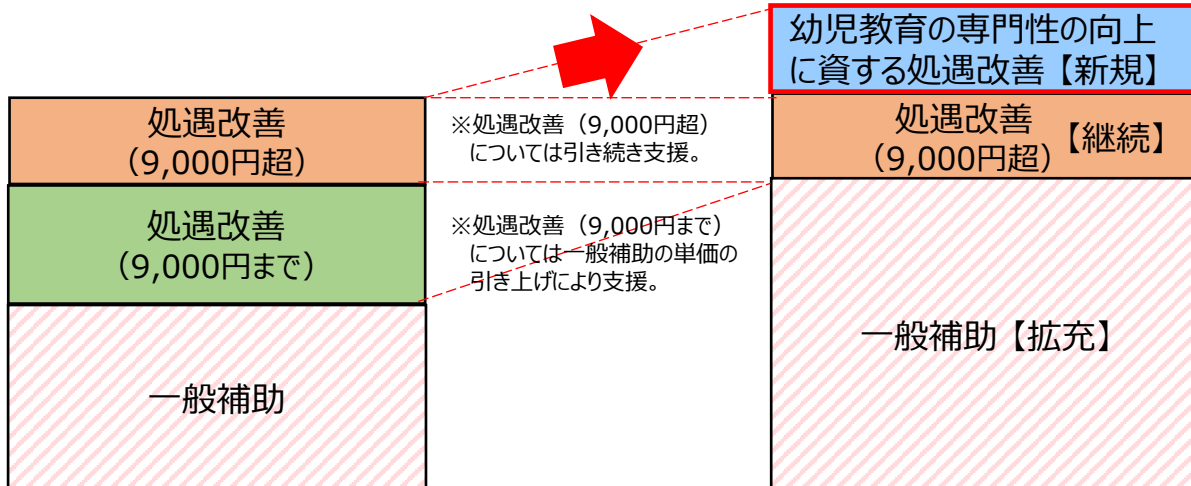 処遇改善
（9,000円超）
処遇改善
（9,000円まで）
一般補助
※処遇改善（9,000円超）
については引き続き支援。
※処遇改善（9,000円まで）
については一般補助の単価の
引き上げにより支援。
幼児教育の専門性の向上
に資する処遇改善【新規】
処遇改善
（9,000円超）
【継続】
一般補助【拡充】